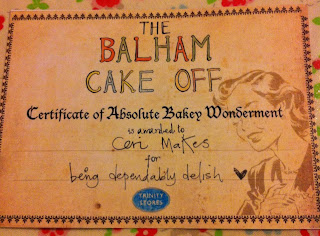 THE
BALHAM
CAKE OFF
Certificate of Absolute Bakey Wonderment
is awarded to
Ceri Makes
for
being dependably delish
TRINITY
STORES